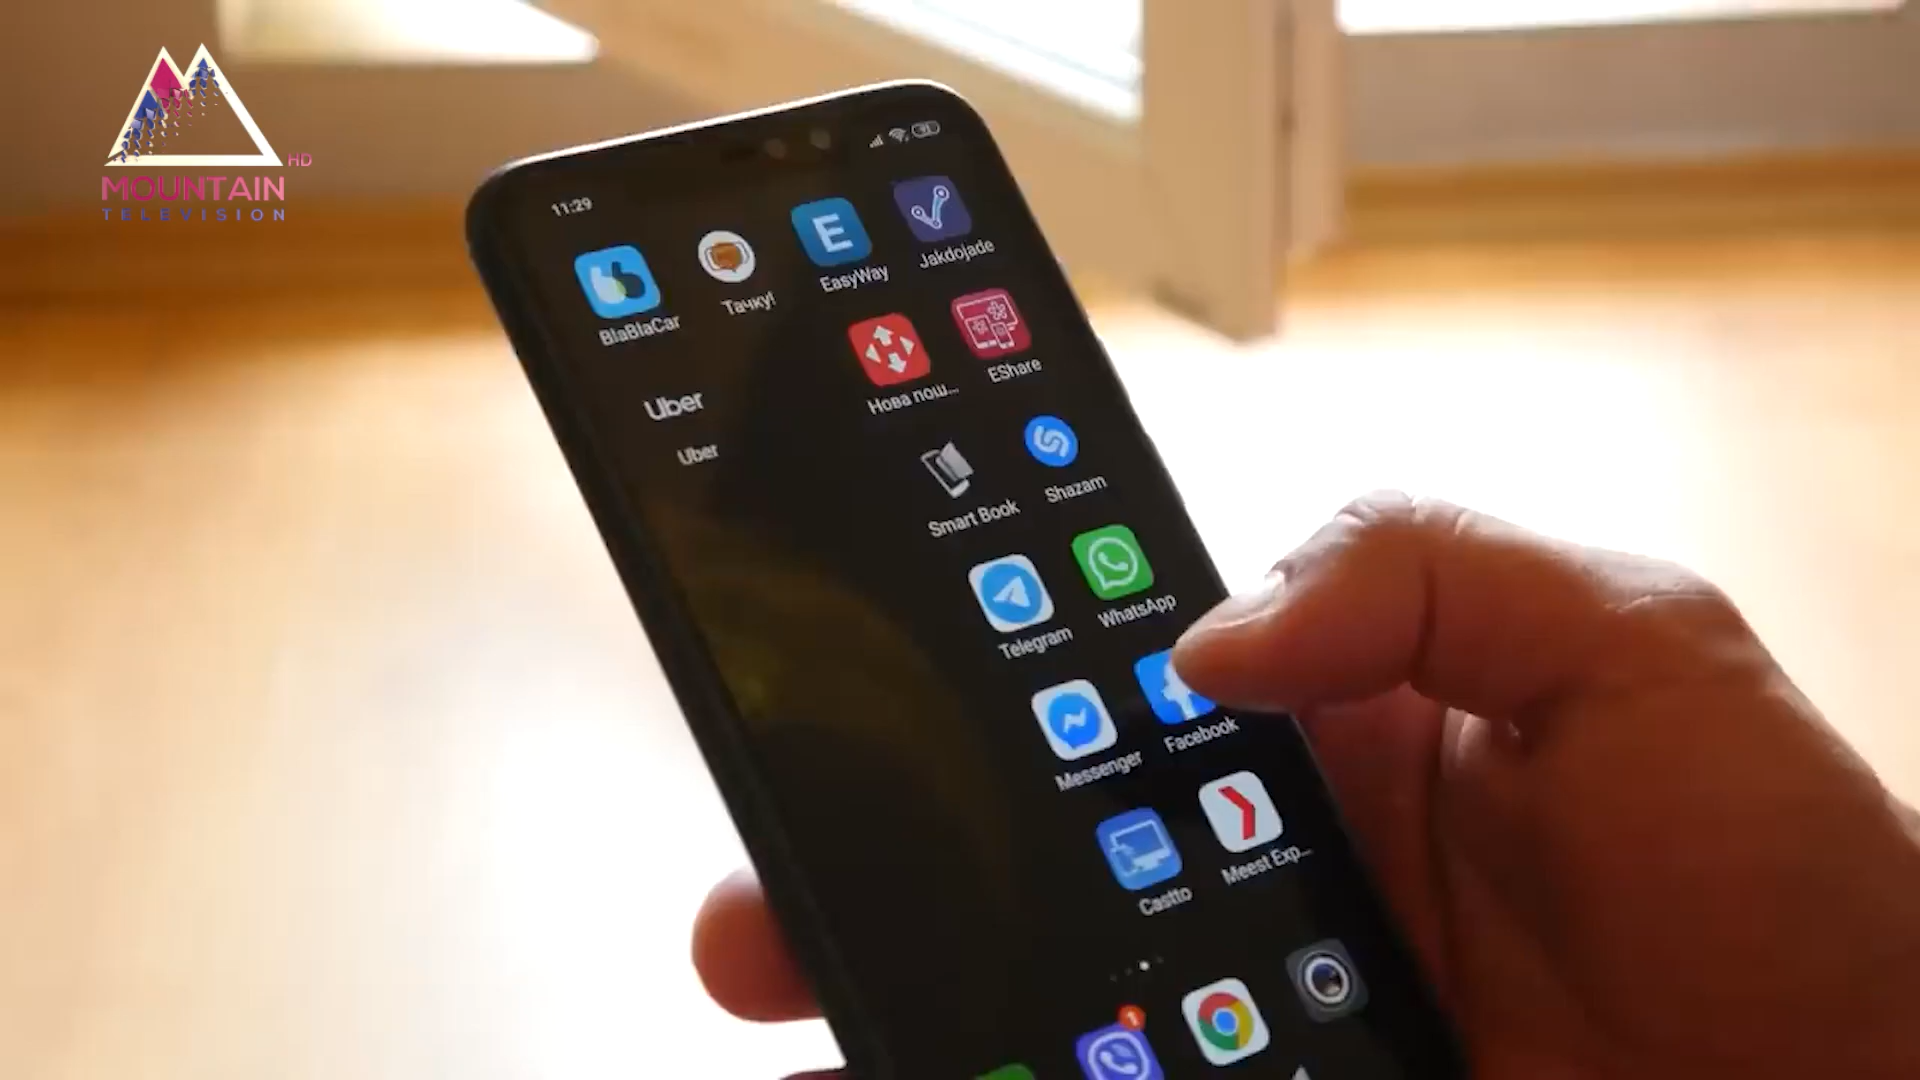 HD
MOUNTAIN
TELEVISION
11:29
31
BlaBlaCar
Тачку!
E
EasyWay
Jakdojade
Uber
Uber
Нова пош...
EShare
Smart Book
Shazam
Telegram
WhatsApp
Messenger
Facebook
Castto
Meest Exp...
1